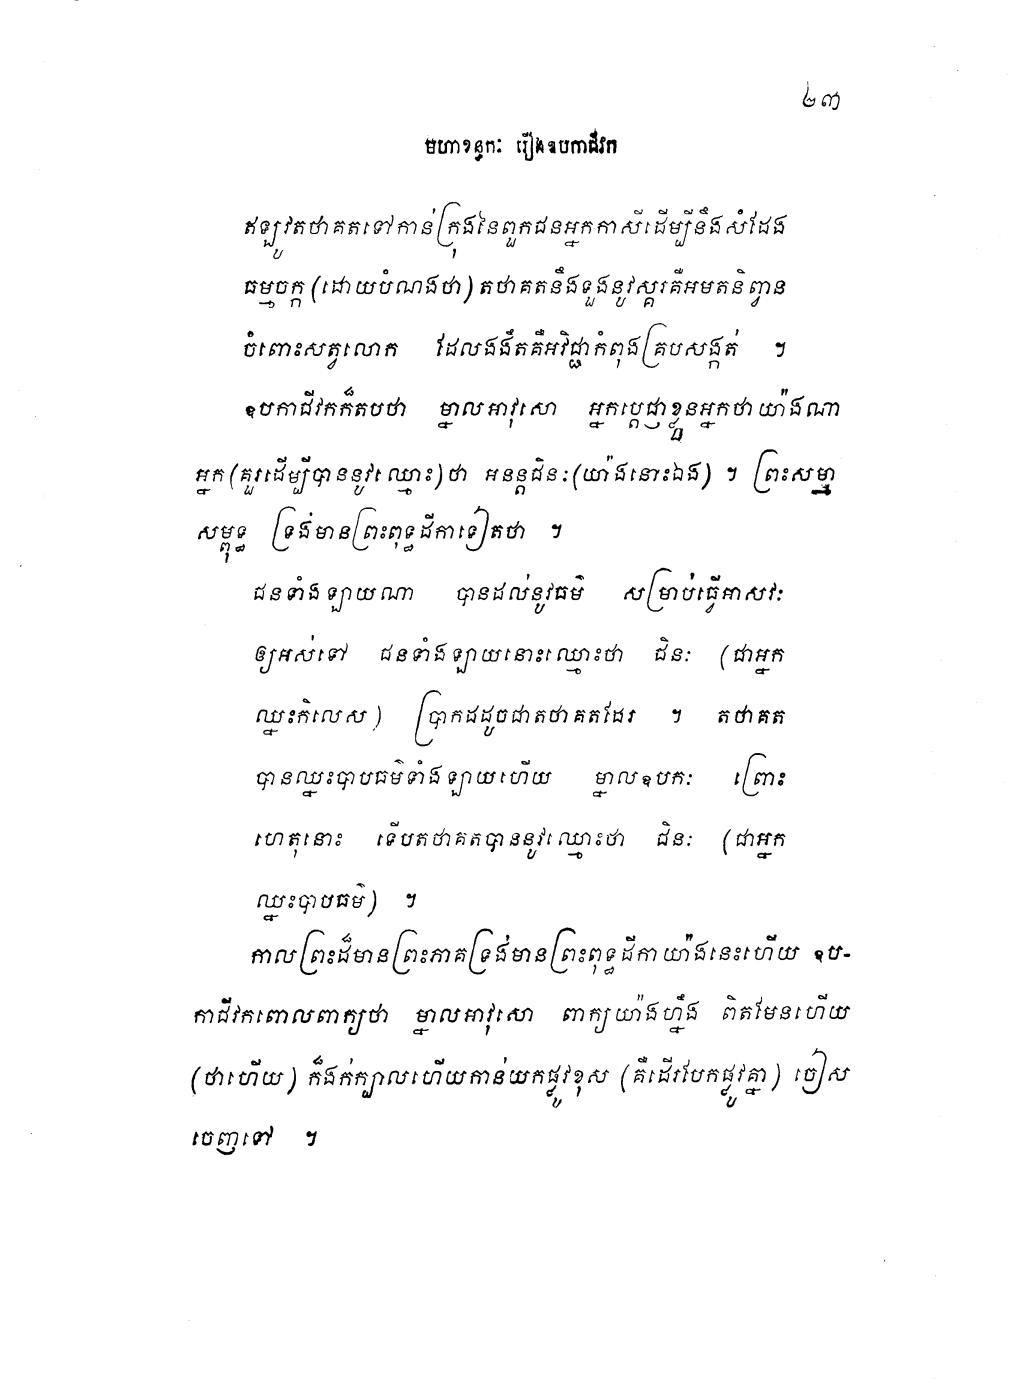 ២៣
មហាខន្ធកៈ រឿងឧបកាជីវក
ឥឡូវតថាគតទៅកាន់ក្រុងនៃពួកជនអ្នកកាសីដើម្បីនឹងសំដែង
ធម្មចក្ក (ដោយបំណងថា) តថាគតនឹងទួងនូវស្គរគឺអមតនិព្វាន
ចំពោះសត្វលោក ដែលងងឹតគឺអវិជ្ជាកំពុងគ្របសង្កត់ ។
ឧបកាជីវកក៏តបថា ម្នាលអាវុសោ អ្នកប្តេជ្ញាខ្លួនអ្នកថាយ៉ាងណា
អ្នក (គួរដើម្បីបាននូវឈ្មោះ) ថា អនន្តជិនៈ (យ៉ាងនោះឯង) ។ ព្រះសម្មា
សម្ពុទ្ធ ទ្រង់មានព្រះពុទ្ធដីកាទៀតថា ។
ជនទាំងឡាយណា បានដល់នូវធម៌ សម្រាប់ធ្វើអាសវៈ
ឲ្យអស់ទៅ ជនទាំងឡាយនោះឈ្មោះថា ជិនៈ (ជាអ្នក
ឈ្នះកិលេស) ប្រាកដដូចជាតថាគតដែរ ។ តថាគត
បានឈ្នះបាបធម៌ទាំងឡាយហើយ ម្នាលឧបកៈ ព្រោះ
ហេតុនោះ ទើបតថាគតបាននូវឈ្មោះថា ជិនៈ (ជាអ្នក
ឈ្នះបាបធម៌) ។
កាលព្រះដ៏មានព្រះភាគទ្រង់មានព្រះពុទ្ធដីកាយ៉ាងនេះហើយ ឧប-
កាជីវកពោលពាក្យថា ម្នាលអាវុសោ ពាក្យយ៉ាងហ្នឹង ពិតមែនហើយ
(ថាហើយ) ក៏ងក់ក្បាលហើយកាន់យកផ្លូវខុស (គឺដើរបែកផ្លូវគ្នា) ចៀស
ចេញទៅ ។